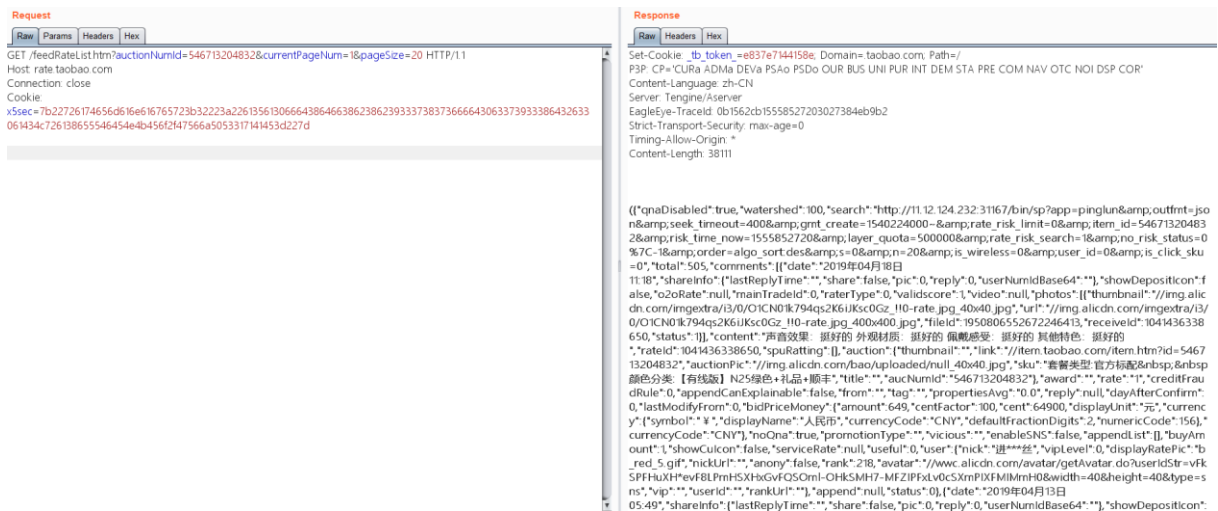 Request
Raw Params Headers Hex
GET /feedRateList.htm?auctionNumId=546713204832&currentPageNum=1&pageSize=20 HTTP/1.1
Host: rate.taobao.com
Connection: close
Cookie:
Response
Raw Headers Hex
Set-Cookie: _tb_token_=e837e7144158e; Domain=.taobao.com; Path=/
P3P: CP='CURa ADMa DEVa PSAo PSDo OUR BUS UNI PUR INT DEM STA PRE COM NAV OTC NOI DSP COR'
Content-Language: zh-CN
Server: Tengine/Aserver
EagleEye-TraceId: 0b1562cb15558527203027384eb9b2
Strict-Transport-Security: max-age=0
Timing-Allow-Origin: *
Content-Length: 38111
({"qnaDisabled":true,"watershed":100,"search":"http://11.12.124.232:31167/bin/sp?app=pinglun&amp;outfmt=jso
n&amp;seek_timeout=400&amp;gmt_create=1540224000~&amp;rate_risk_limit=0&amp;item_id=54671320483
2&amp;risk_time_now=1555852720&amp;layer_quota=500000&amp;rate_risk_search=1&amp;no_risk_status=0
%7C-1&amp;order=algo_sort:des&amp;s=0&amp;n=20&amp;is_wireless=0&amp;user_id=0&amp;is_click_sku
=0","total":505,"comments":[{"date":"2019年04月18日
11:18","shareInfo":{"lastReplyTime":"","share":false,"pic":0,"reply":0,"userNumIdBase64":""},"showDepositIcon":f
alse,"o2oRate":null,"mainTradeId":0,"raterType":0,"validscore":1,"video":null,"photos":[{"thumbnail":"//img.alic
dn.com/imgextra/i3/0/O1CN01k794qs2K6iJKsc0Gz_!!0-rate.jpg_40x40.jpg","url":"//img.alicdn.com/imgextra/i3/
0/O1CN01k794qs2K6iJKsc0Gz_!!0-rate.jpg_400x400.jpg","fileId":1950806552672246413,"receiveId":1041436338
650,"status":1}],"content":"声音效果：挺好的 外观材质：挺好的 佩戴感受：挺好的 其他特色：挺好的
","rateId":1041436338650,"spuRatting":[],"auction":{"thumbnail":"","link":"//item.taobao.com/item.htm?id=5467
13204832","auctionPic":"//img.alicdn.com/bao/uploaded/null_40x40.jpg","sku":"套餐类型:官方标配&nbsp;&nbsp
颜色分类:【有线版】N25绿色+礼品+顺丰","title":"","aucNumId":"546713204832"},"award":"","rate":"1","creditFrau
dRule":0,"appendCanExplainable":false,"from":"","tag":"","propertiesAvg":"0.0","reply":null,"dayAfterConfirm":
0,"lastModifyFrom":0,"bidPriceMoney":{"amount":649,"centFactor":100,"cent":64900,"displayUnit":"元","currenc
y":{"symbol":"￥","displayName":"人民币","currencyCode":"CNY","defaultFractionDigits":2,"numericCode":156},"
currencyCode":"CNY"},"noQna":true,"promotionType":"","vicious":"","enableSNS":false,"appendList":[],"buyAm
ount":1,"showCuIcon":false,"serviceRate":null,"useful":0,"user":{"nick":"进***丝","vipLevel":0,"displayRatePic":"b
_red_5.gif","nickUrl":"","anony":false,"rank":218,"avatar":"//wwc.alicdn.com/avatar/getAvatar.do?userIdStr=vFk
ns","vip":"","userId":"","rankUrl":""},"append":null,"status":0},{"date":"2019年04月13日
05:49","shareInfo":{"lastReplyTime":"","share":false,"pic":0,"reply":0,"userNumIdBase64":""},"showDepositIcon":